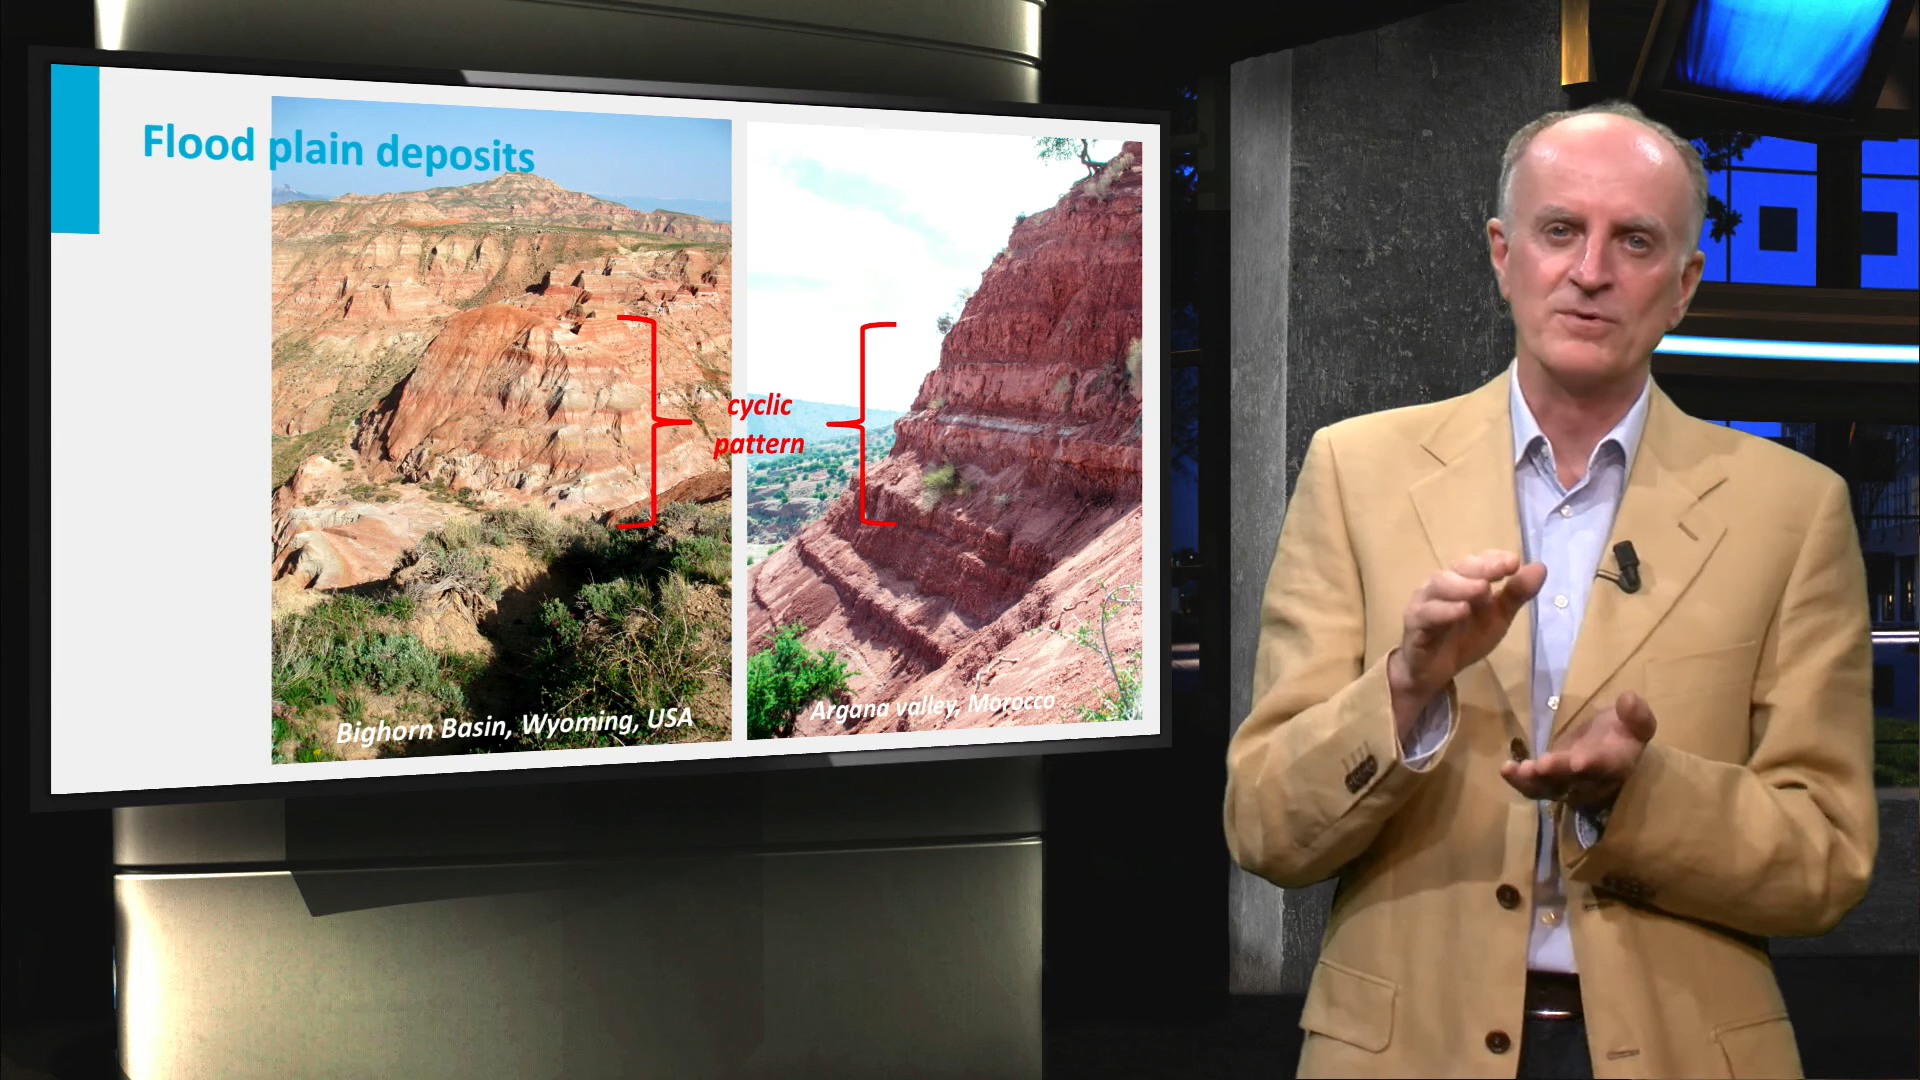 Flood plain deposits
cyclic
pattern
Bighorn Basin, Wyoming, USA
Argana valley, Morocco